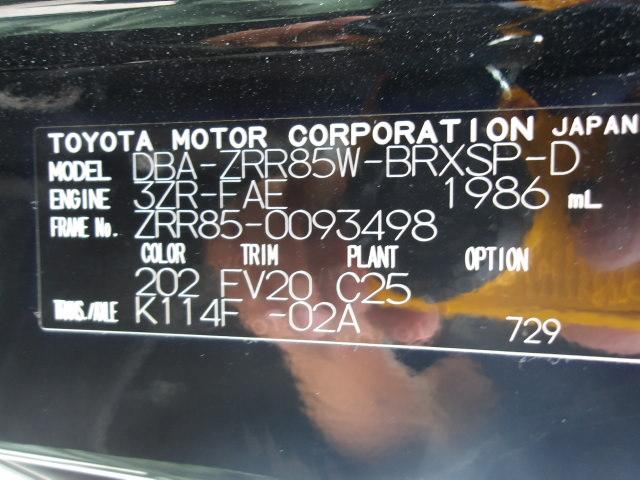 TOYOTA MOTOR CORPORATION JAPAN
MODEL DBA-ZRR85W-BRXSP-D
ENGINE 3ZR-FAE 1986 mL
FRAME No. ZRR85-0093498
COLOR TRIM PLANT OPTION
202 FV20 C25
TRANS./AXLE K114F -02A
729